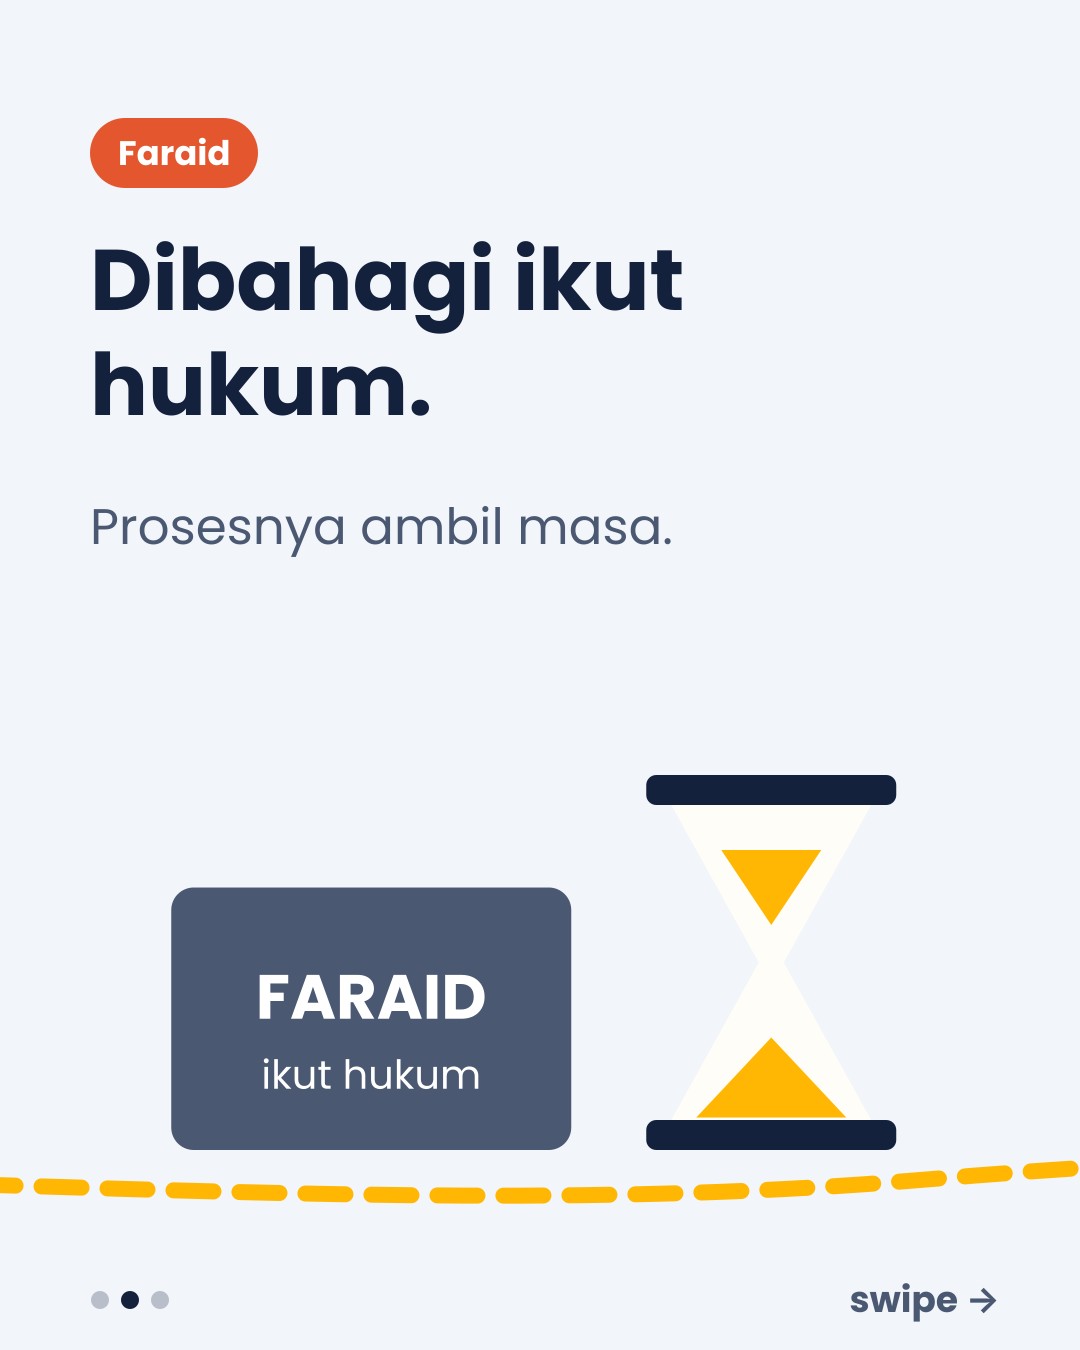 Faraid
Dibahagi ikut
hukum.
Prosesnya ambil masa.
FARAID
ikut hukum
swipe →